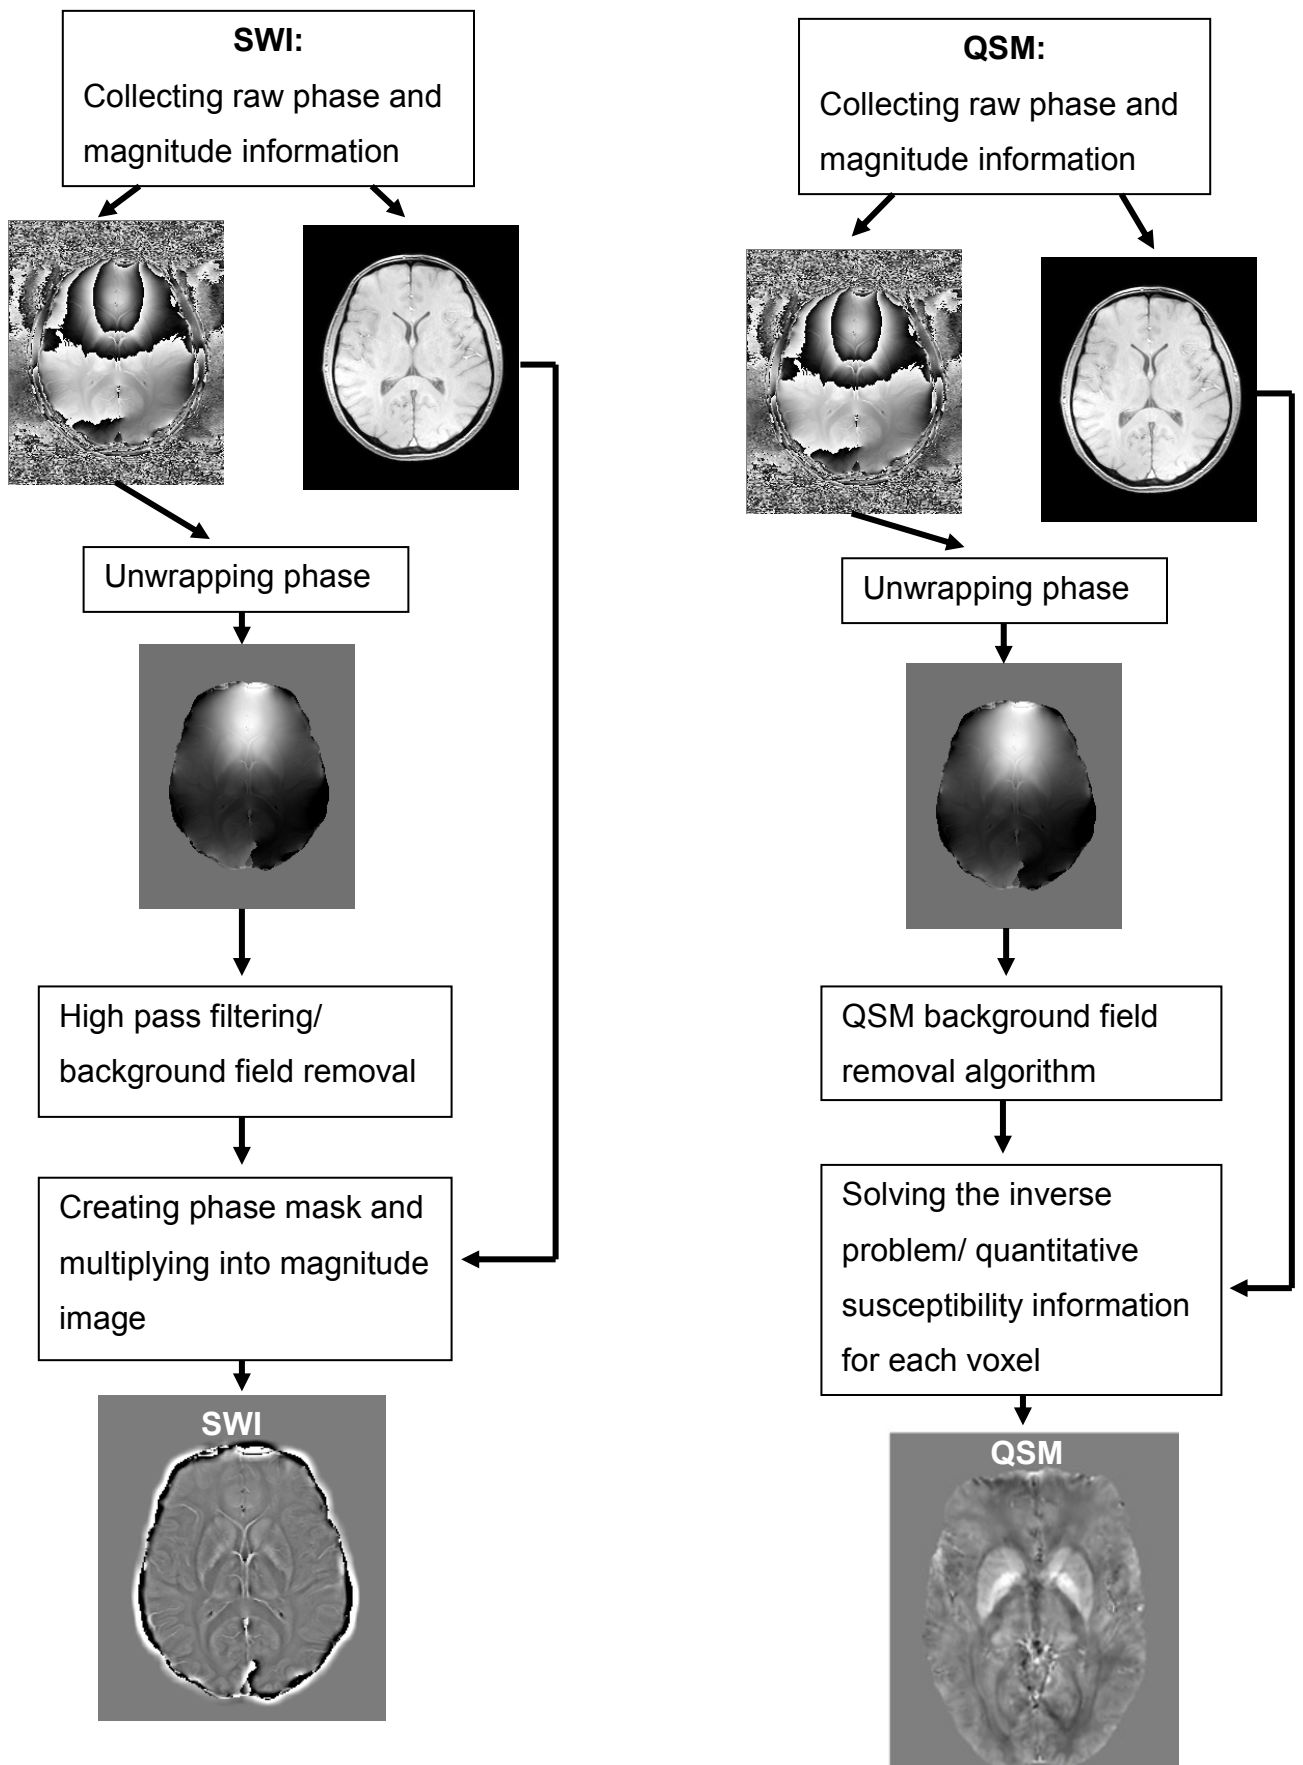 SWI:
Collecting raw phase and
magnitude information
Unwrapping phase
High pass filtering/
background field removal
Creating phase mask and
multiplying into magnitude
image
SWI
QSM:
Collecting raw phase and
magnitude information
Unwrapping phase
QSM background field
removal algorithm
Solving the inverse
problem/ quantitative
susceptibility information
for each voxel
QSM